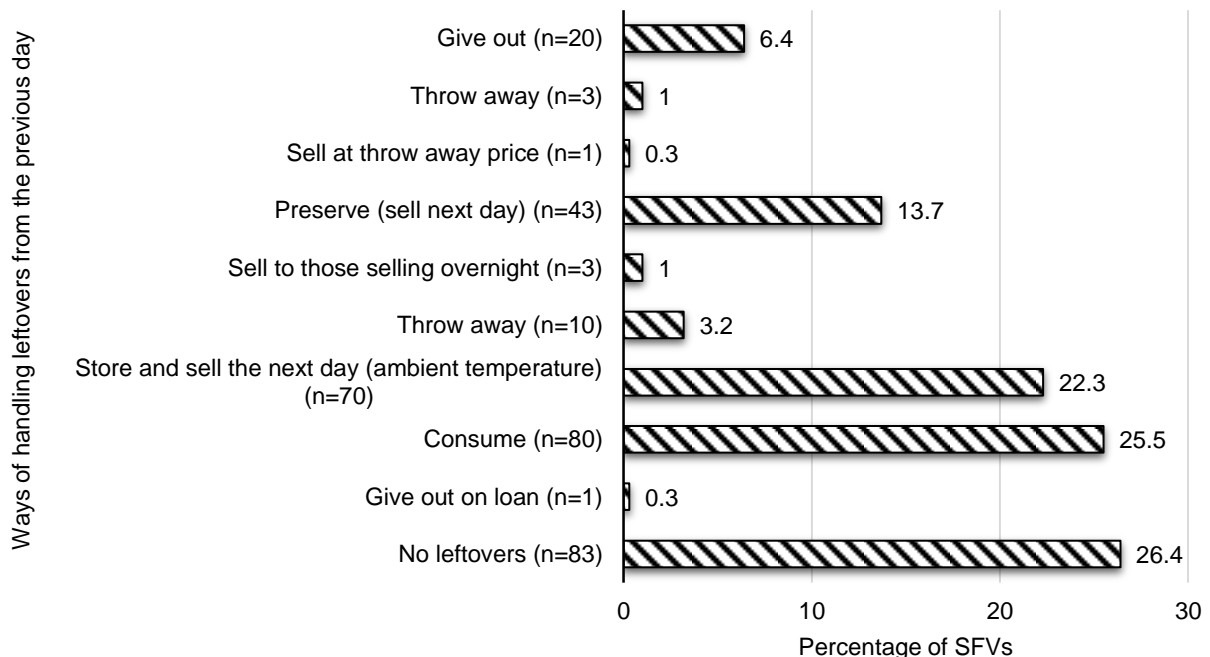 Ways of handling leftovers from the previous day
Give out (n=20)
6.4
Throw away (n=3)
1
Sell at throw away price (n=1)
0.3
Preserve (sell next day) (n=43)
13.7
Sell to those selling overnight (n=3)
1
Throw away (n=10)
3.2
Store and sell the next day (ambient temperature)
(n=70)
22.3
Consume (n=80)
25.5
Give out on loan (n=1)
0.3
No leftovers (n=83)
26.4
0
10
20
30
Percentage of SFVs